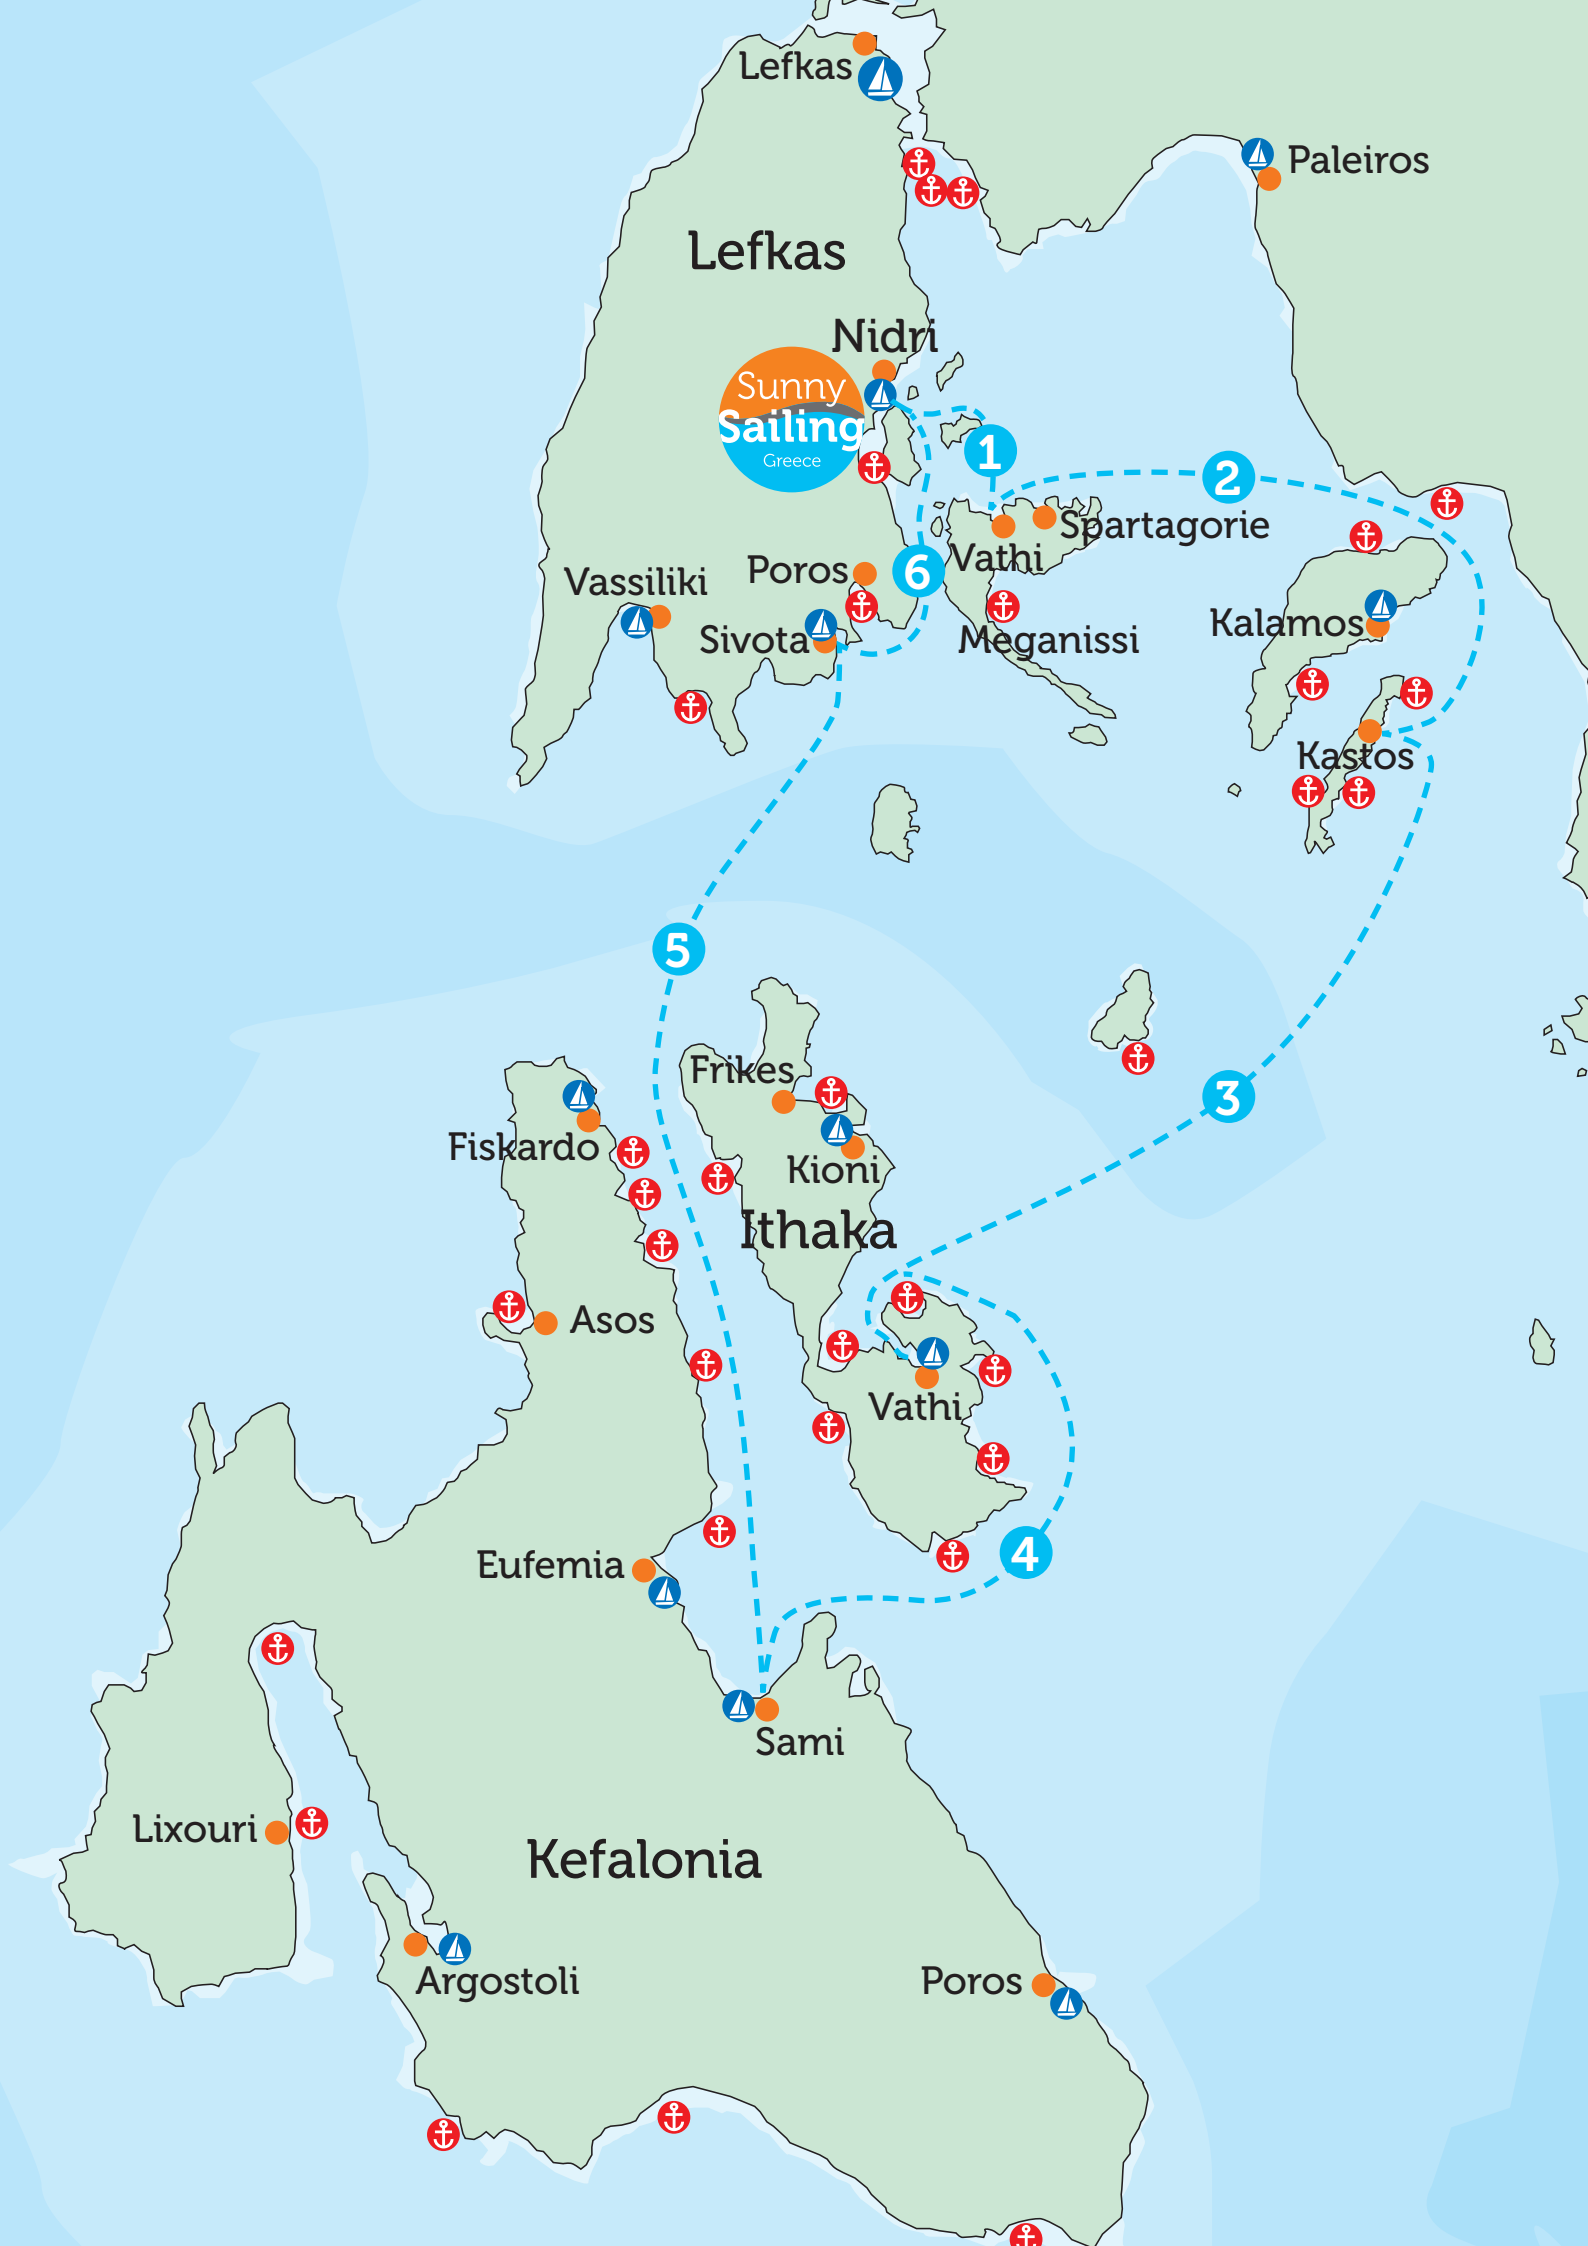 Lefkas
Paleiros
Lefkas
Nidri
Sunny
Sailing
Greece
1
2
Spartagorie
Vathi
6
Poros
Vassiliki
Sivota
Meganissi
Kalamos
Kastos
5
Frikes
3
Fiskardo
Kioni
Ithaka
Asos
Vathi
4
Eufemia
Sami
Lixouri
Kefalonia
Argostoli
Poros